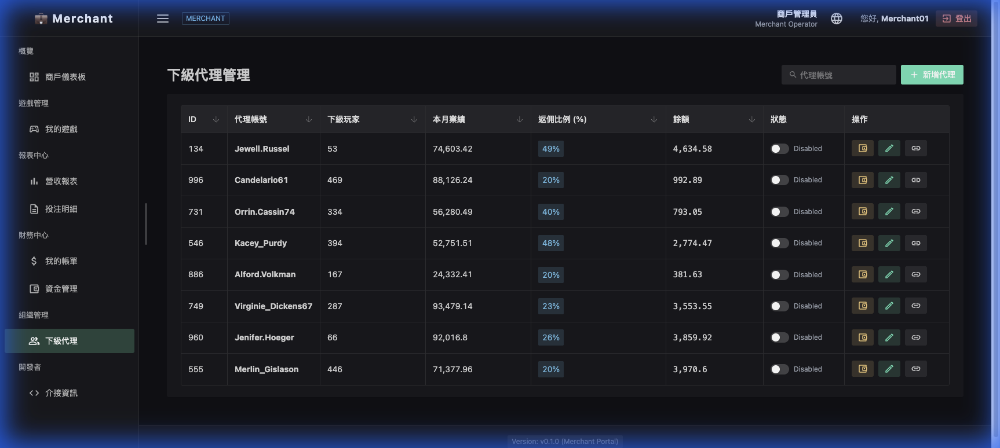 Merchant
MERCHANT
商戶管理員
Merchant Operator
您好, Merchant01
登出
概覽
商戶儀表板
遊戲管理
我的遊戲
報表中心
營收報表
投注明細
財務中心
我的帳單
資金管理
組織管理
下級代理
開發者
介接資訊
下級代理管理
代理帳號
新增代理
ID 代理帳號 下級玩家 本月業績 返佣比例 (%) 餘額 狀態 操作
134 Jewell.Russel 53 74,603.42 49% 4,634.58 Disabled
996 Candelario61 469 88,126.24 20% 992.89 Disabled
731 Orrin.Cassin74 334 56,280.49 40% 793.05 Disabled
546 Kacey_Purdy 394 52,751.51 48% 2,774.47 Disabled
886 Alford.Volkman 167 24,332.41 20% 381.63 Disabled
749 Virginie_Dickens67 287 93,479.14 23% 3,553.55 Disabled
960 Jenifer.Hoeger 66 92,016.8 26% 3,859.92 Disabled
555 Merlin_Gislason 446 71,377.96 20% 3,970.6 Disabled
Version: v0.1.0 (Merchant Portal)